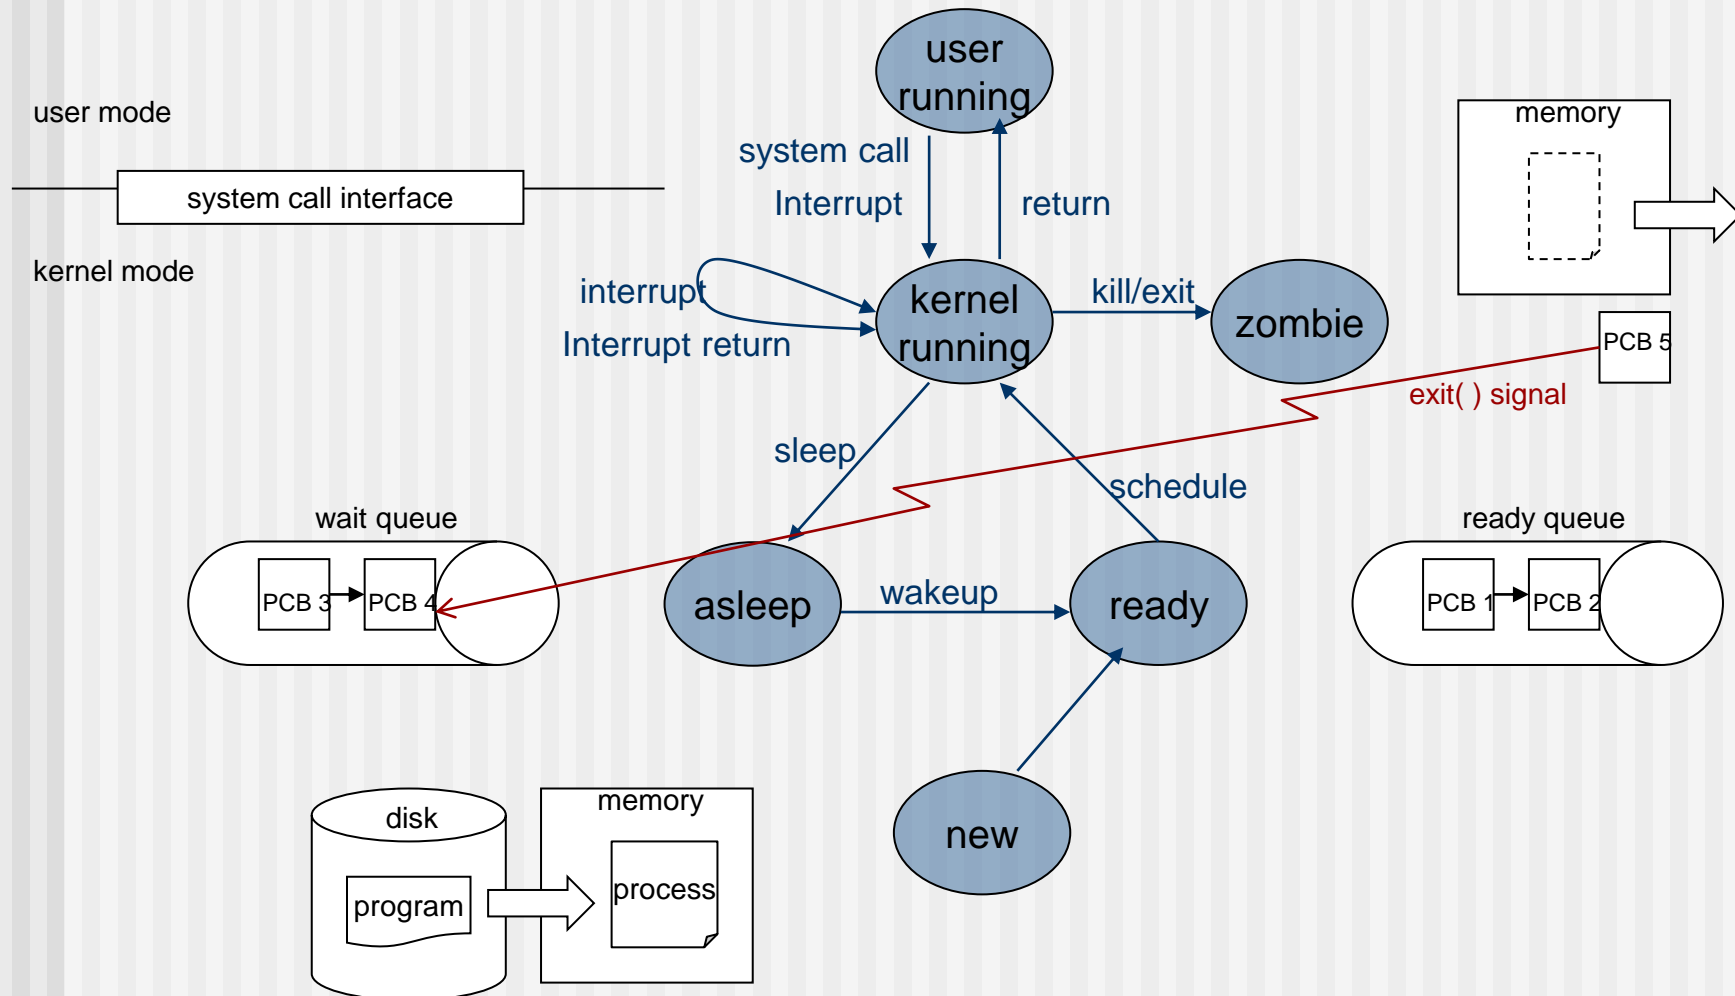 user
running
user mode
memory
system call
system call interface
Interrupt
return
kernel mode
interrupt
kernel
running
kill/exit
zombie
Interrupt return
PCB 5
exit( ) signal
sleep
schedule
wait queue
ready queue
PCB 3
PCB 4
asleep
wakeup
ready
PCB 1
PCB 2
disk
memory
new
program
process